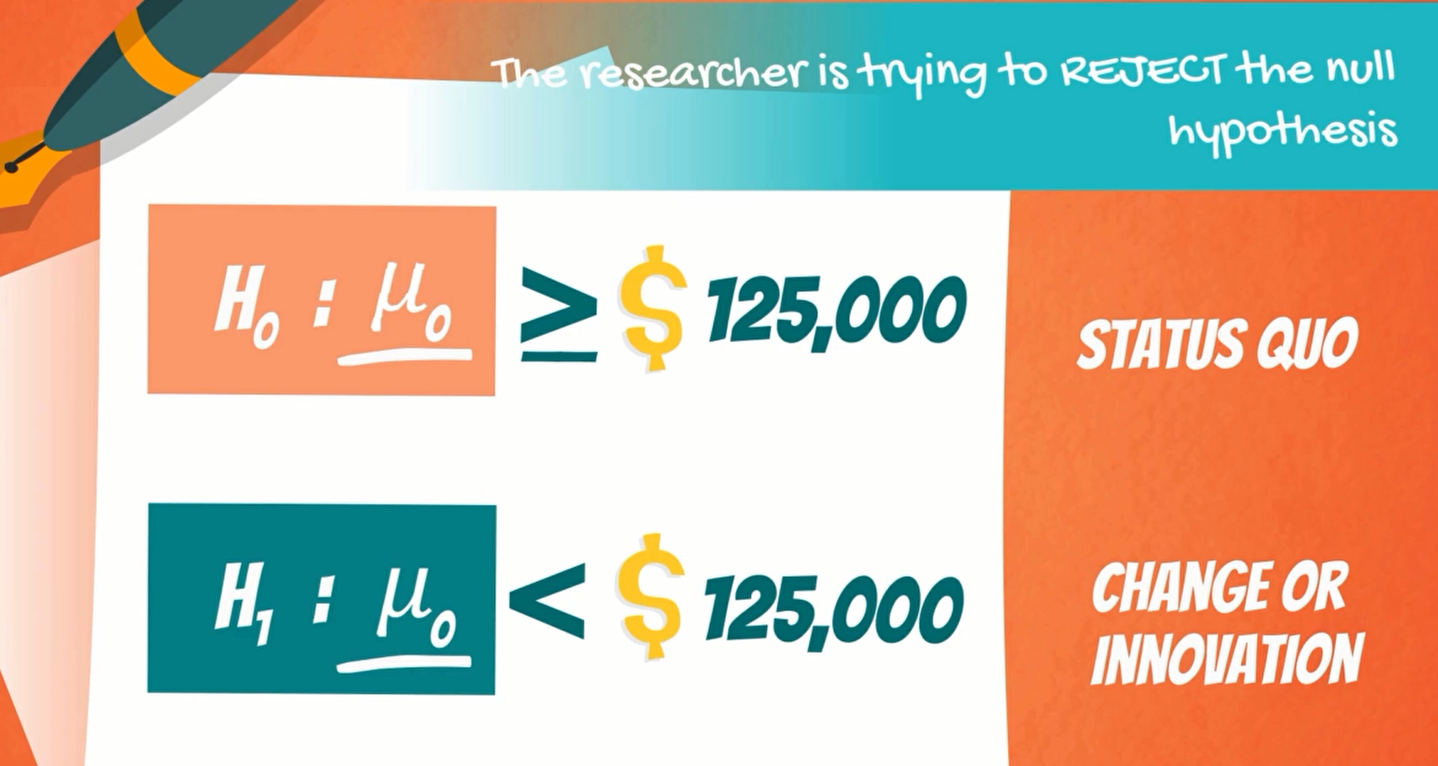 The researcher is trying to REJECT the null
hypothesis
H₀ : μ₀ ≥ $ 125,000
STATUS QUO
H₁ : μ₀ < $ 125,000
CHANGE OR
INNOVATION